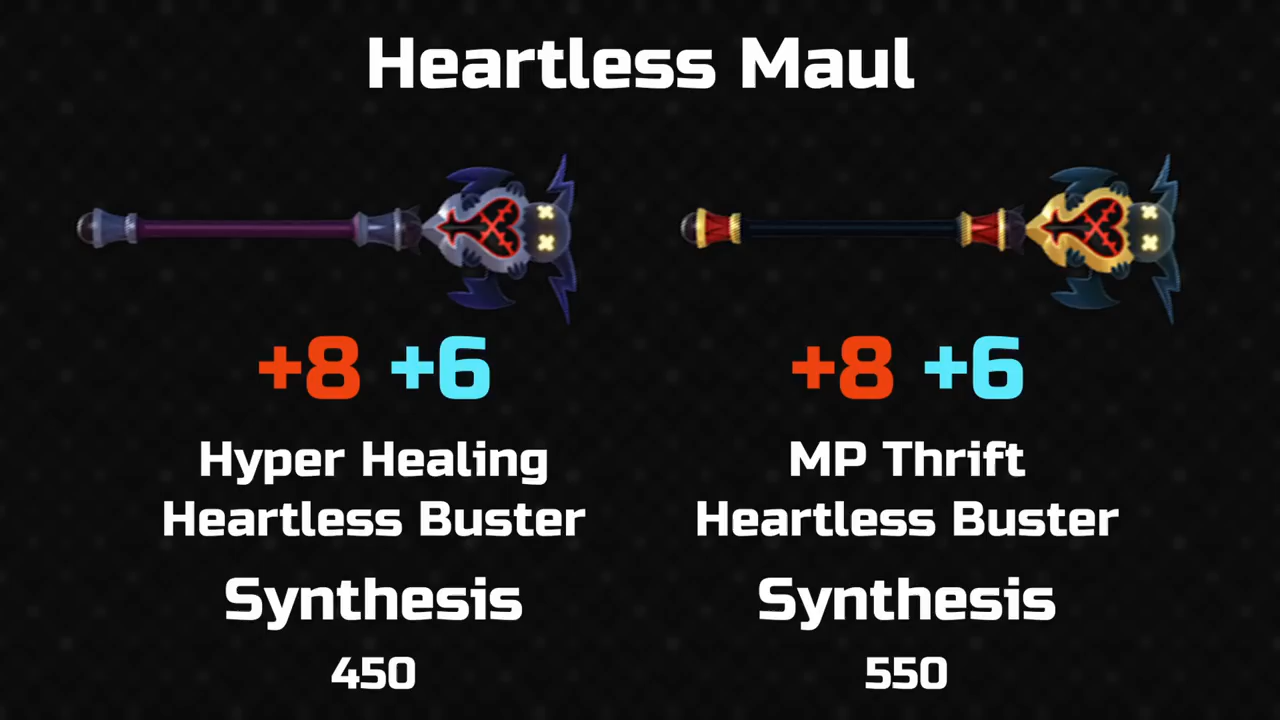 Heartless Maul
+8 +6
+8 +6
Hyper Healing
Heartless Buster
MP Thrift
Heartless Buster
Synthesis
Synthesis
450
550